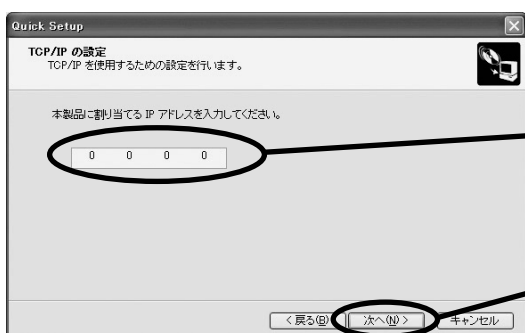 Quick Setup
TCP/IP の設定
TCP/IP を使用するための設定を行います。
本製品に割り当てる IP アドレスを入力してください。
0 0 0 0
< 戻る(B) 次へ(N) > キャンセル